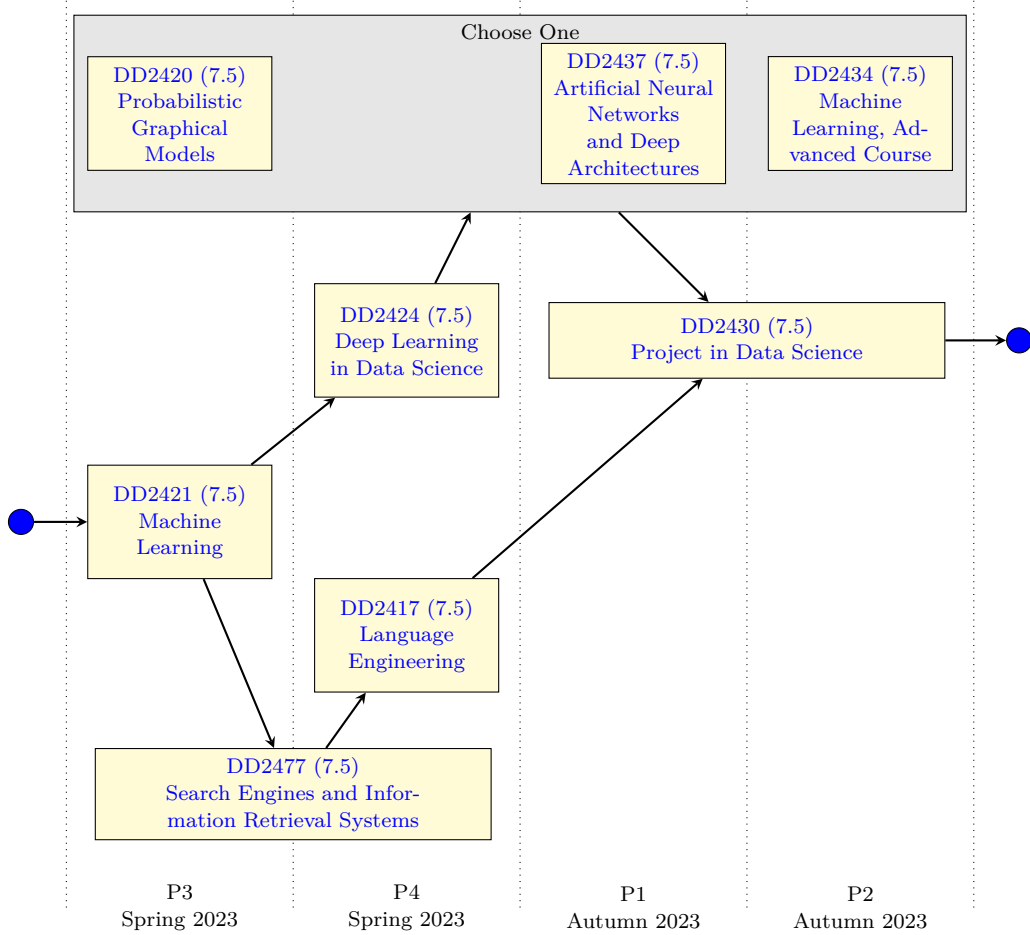 Choose One
DD2420 (7.5)
Probabilistic
Graphical
Models
DD2437 (7.5)
Artificial Neural
Networks
and Deep
Architectures
DD2434 (7.5)
Machine
Learning, Ad-
vanced Course
DD2424 (7.5)
Deep Learning
in Data Science
DD2430 (7.5)
Project in Data Science
DD2421 (7.5)
Machine
Learning
DD2417 (7.5)
Language
Engineering
DD2477 (7.5)
Search Engines and Infor-
mation Retrieval Systems
P3
Spring 2023
P4
Spring 2023
P1
Autumn 2023
P2
Autumn 2023